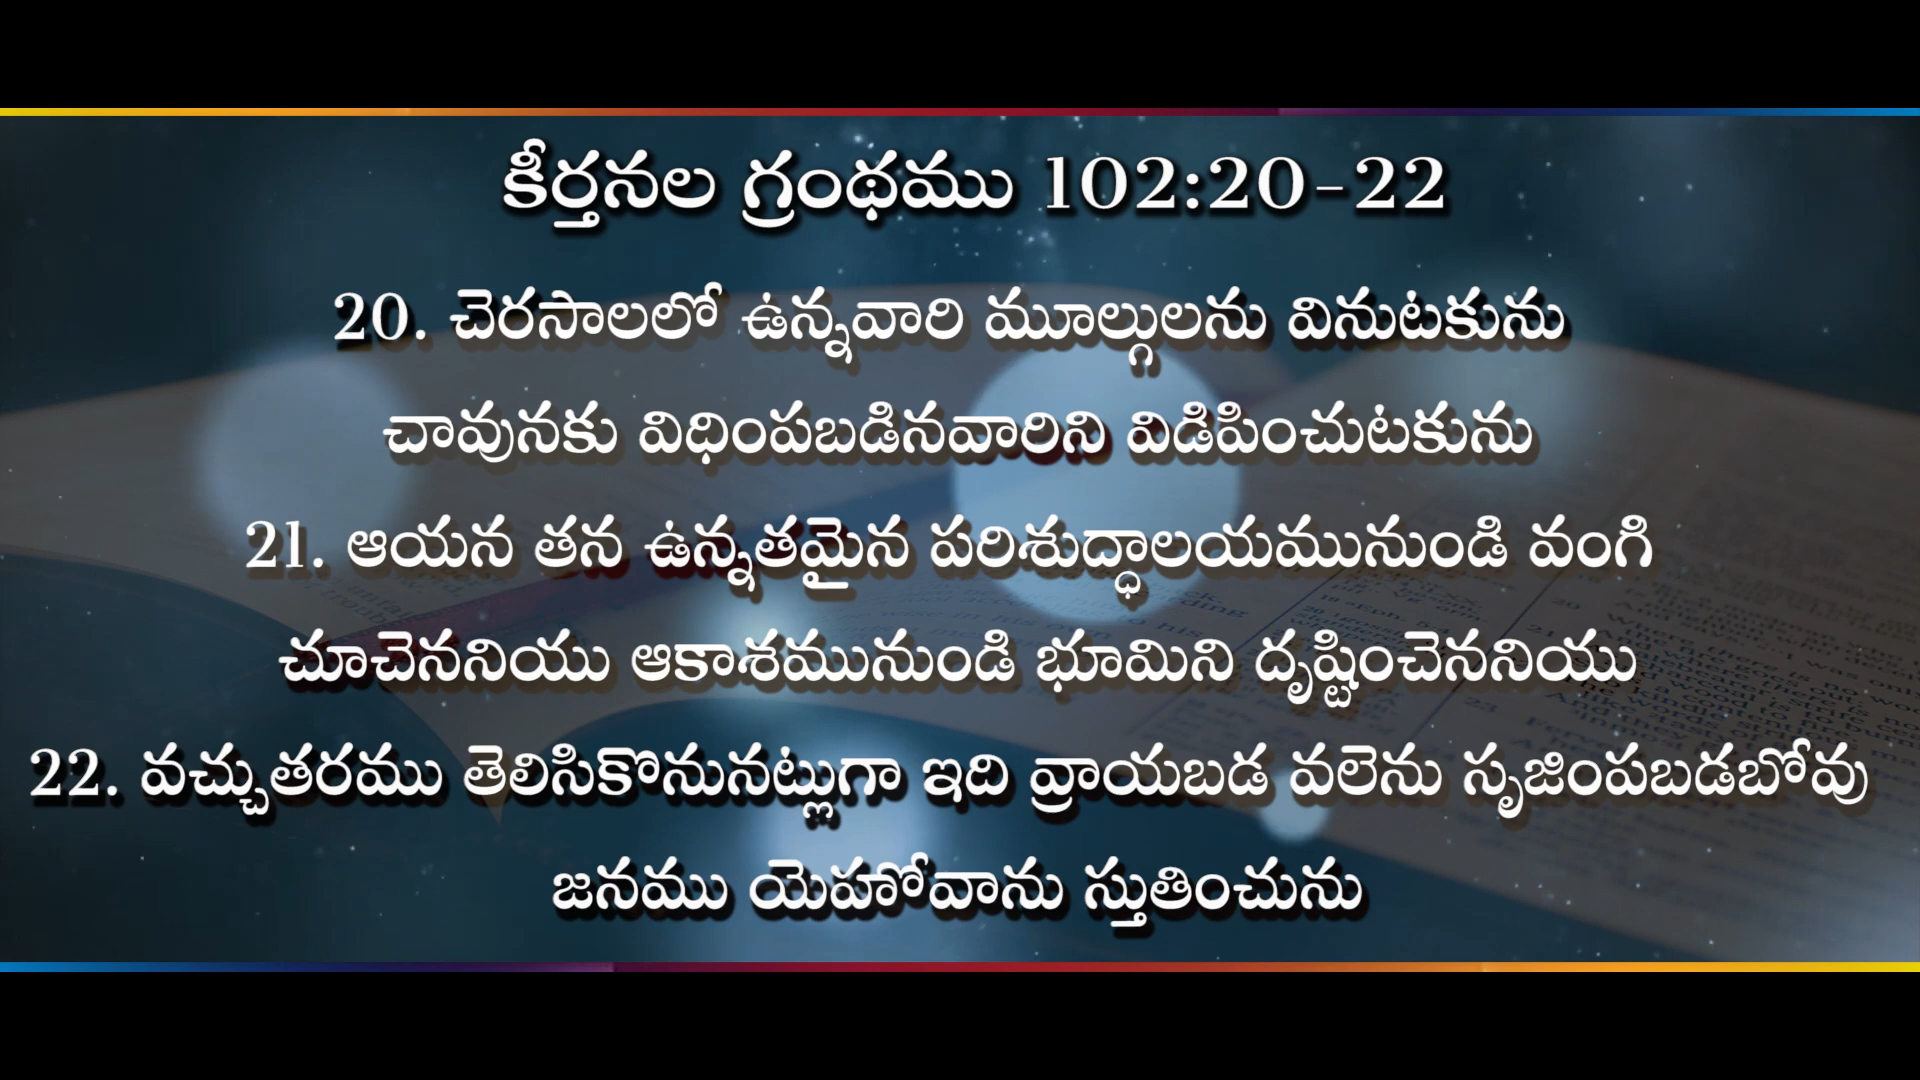 కీర్తనల గ్రంథము 102:20-22
20. చెరసాలలో ఉన్నవారి మూల్గులను వినుటకును
చావునకు విధింపబడినవారిని విడిపించుటకును
21. ఆయన తన ఉన్నతమైన పరిశుద్ధాలయమునుండి వంగి
చూచెననియు ఆకాశమునుండి భూమిని దృష్టించెననియు
22. వచ్చుతరము తెలిసికొనునట్లుగా ఇది వ్రాయబడ వలెను సృజింపబడబోవు
జనము యెహోవాను స్తుతించును